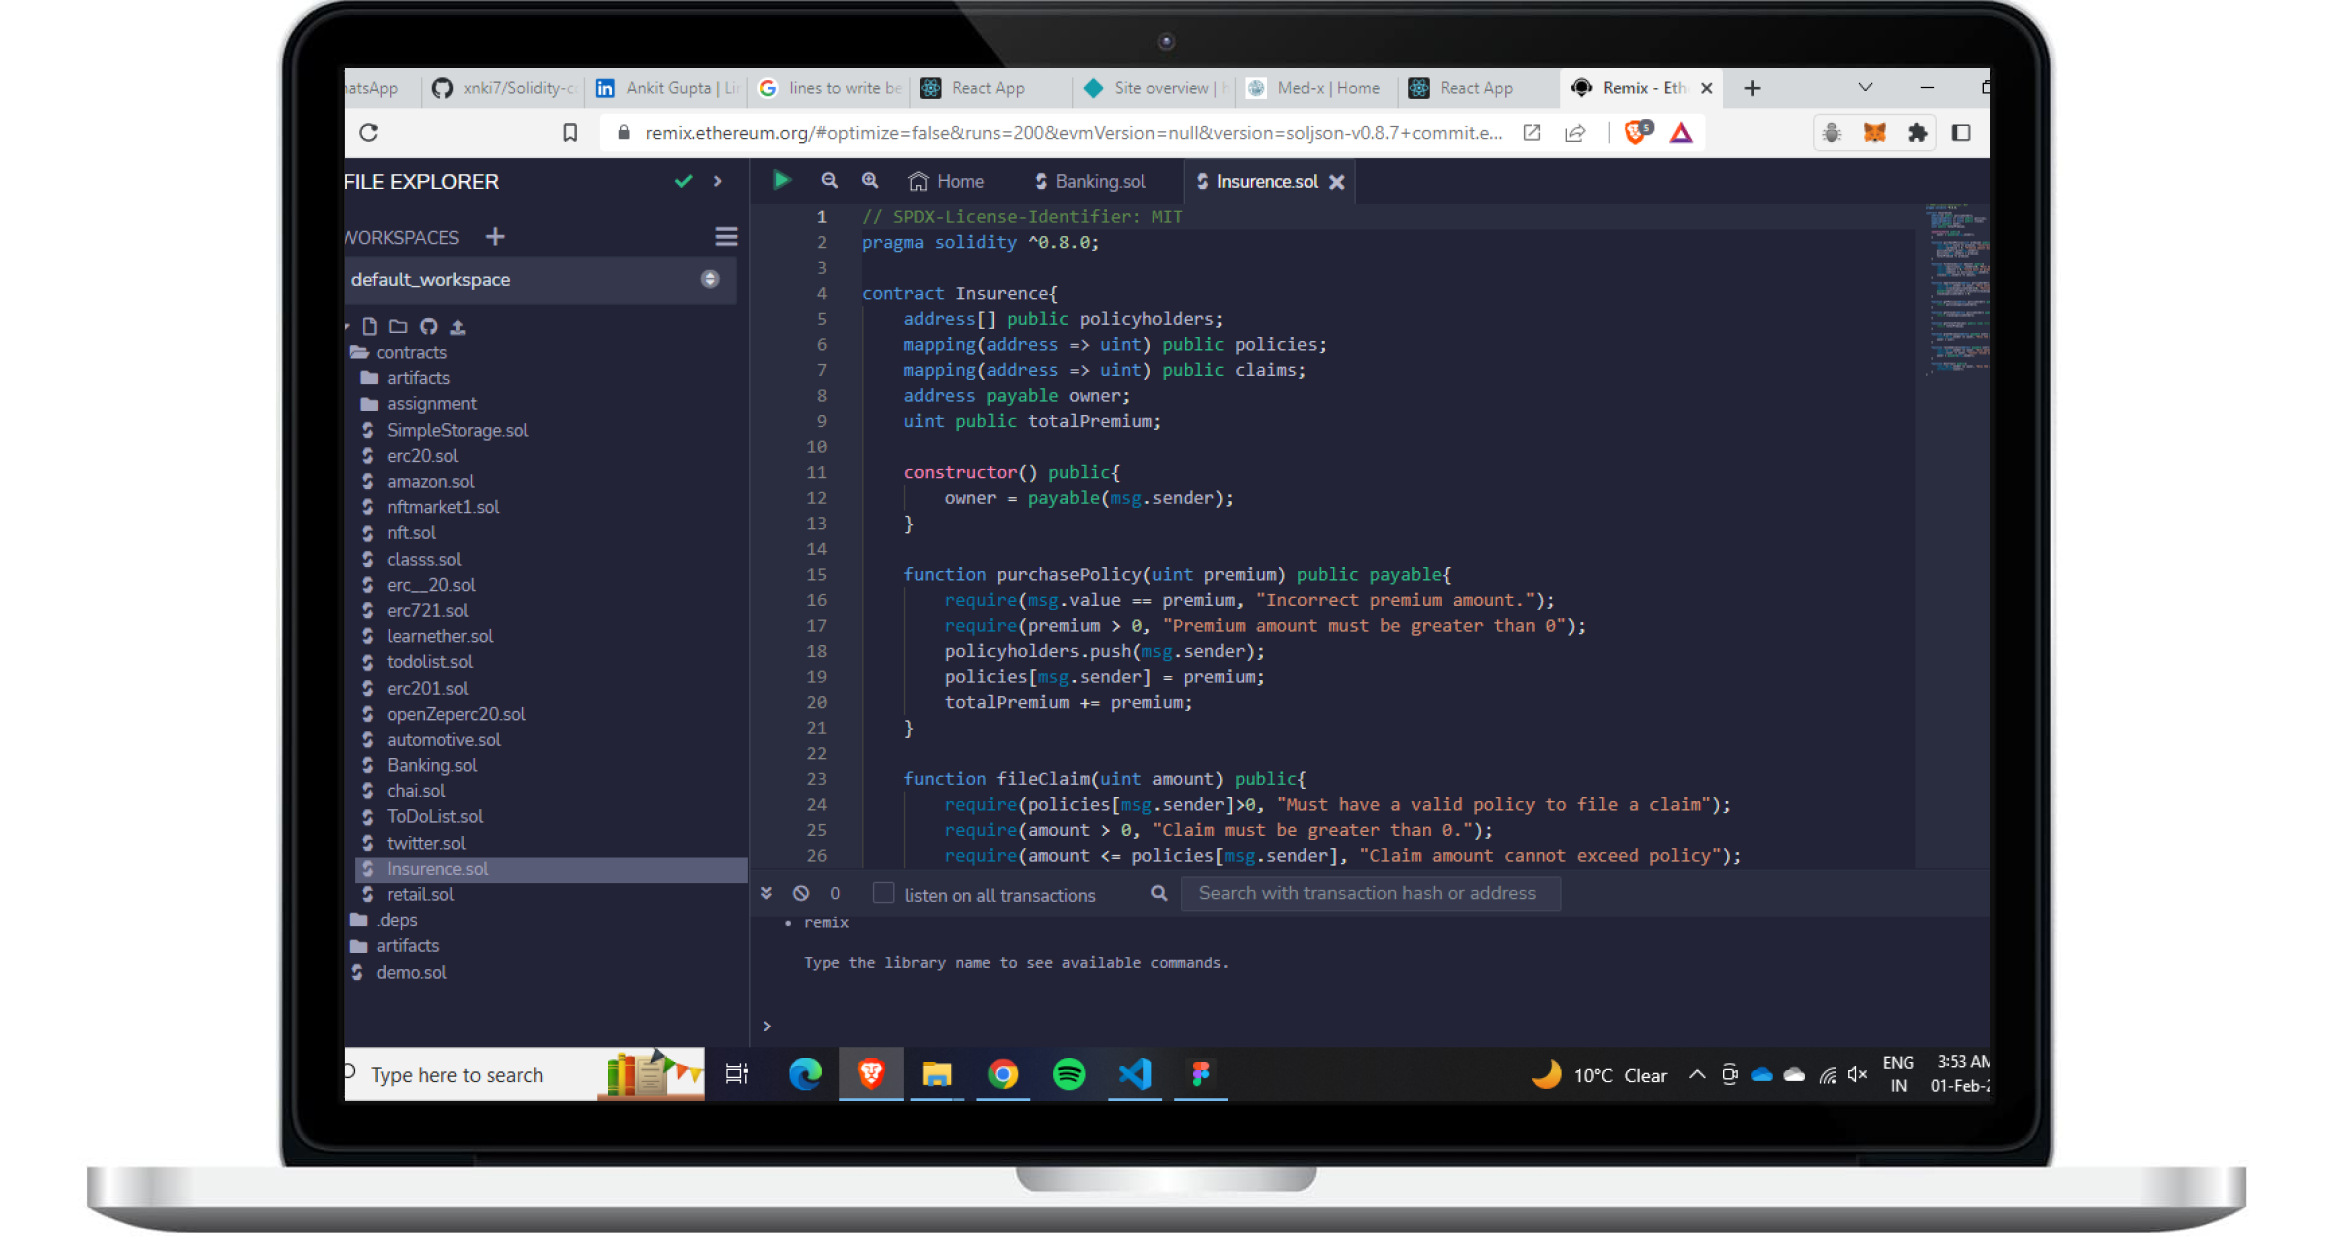 atsApp
xnki7/Solidity-c
Ankit Gupta | Li
lines to write be
React App
Site overview |
Med-x | Home
React App
Remix - Eth
remix.ethereum.org/#optimize=false&runs=200&evmVersion=null&version=soljson-v0.8.7+commit.e...
5
FILE EXPLORER
WORKSPACES
default_workspace
contracts
artifacts
assignment
SimpleStorage.sol
erc20.sol
amazon.sol
nftmarket1.sol
nft.sol
classs.sol
erc__20.sol
erc721.sol
learnether.sol
todolist.sol
erc201.sol
openZeperc20.sol
automotive.sol
Banking.sol
chai.sol
ToDoList.sol
twitter.sol
Insurence.sol
retail.sol
.deps
artifacts
demo.sol
Home
Banking.sol
Insurence.sol
1 // SPDX-License-Identifier: MIT
2 pragma solidity ^0.8.0;
3
4 contract Insurence{
5 address[] public policyholders;
6 mapping(address => uint) public policies;
7 mapping(address => uint) public claims;
8 address payable owner;
9 uint public totalPremium;
10
11 constructor() public{
12 owner = payable(msg.sender);
13 }
14
15 function purchasePolicy(uint premium) public payable{
16 require(msg.value == premium, "Incorrect premium amount.");
17 require(premium > 0, "Premium amount must be greater than 0");
18 policyholders.push(msg.sender);
19 policies[msg.sender] = premium;
20 totalPremium += premium;
21 }
22
23 function fileClaim(uint amount) public{
24 require(policies[msg.sender]>0, "Must have a valid policy to file a claim");
25 require(amount > 0, "Claim must be greater than 0.");
26 require(amount <= policies[msg.sender], "Claim amount cannot exceed policy");
0
listen on all transactions
Search with transaction hash or address
• remix
Type the library name to see available commands.
>
Type here to search
10°C Clear
ENG
IN
3:53 AM
01-Feb-2